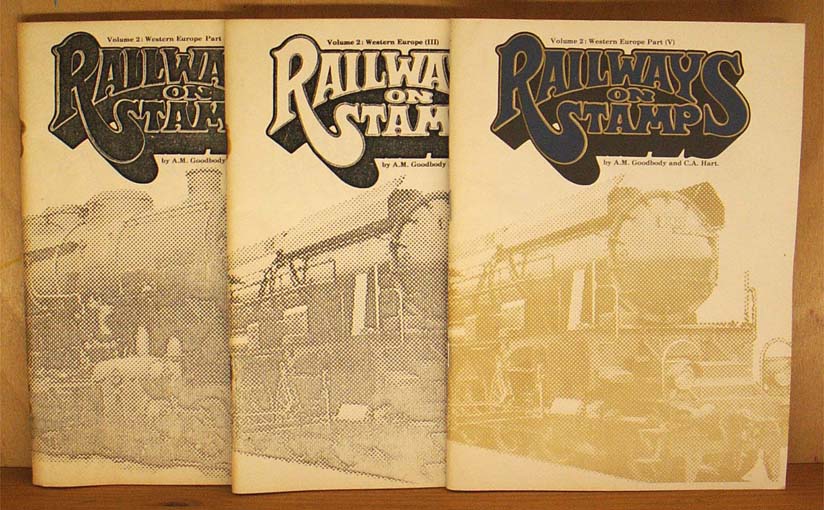 Volume 2: Western Europe Part
RAILWA
ON
STAM
by A.M. Goodbody
Volume 2: Western Europe (III)
RAILWAY
ON
STAMP
by A.M. Goodbody
Volume 2: Western Europe Part (V)
RAILWAYS
ON
STAMPS
by A.M. Goodbody and C.A. Hart.